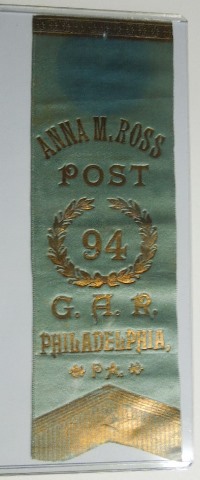 ANNA M. ROSS
POST
94
G. A. R.
PHILADELPHIA,
PA.